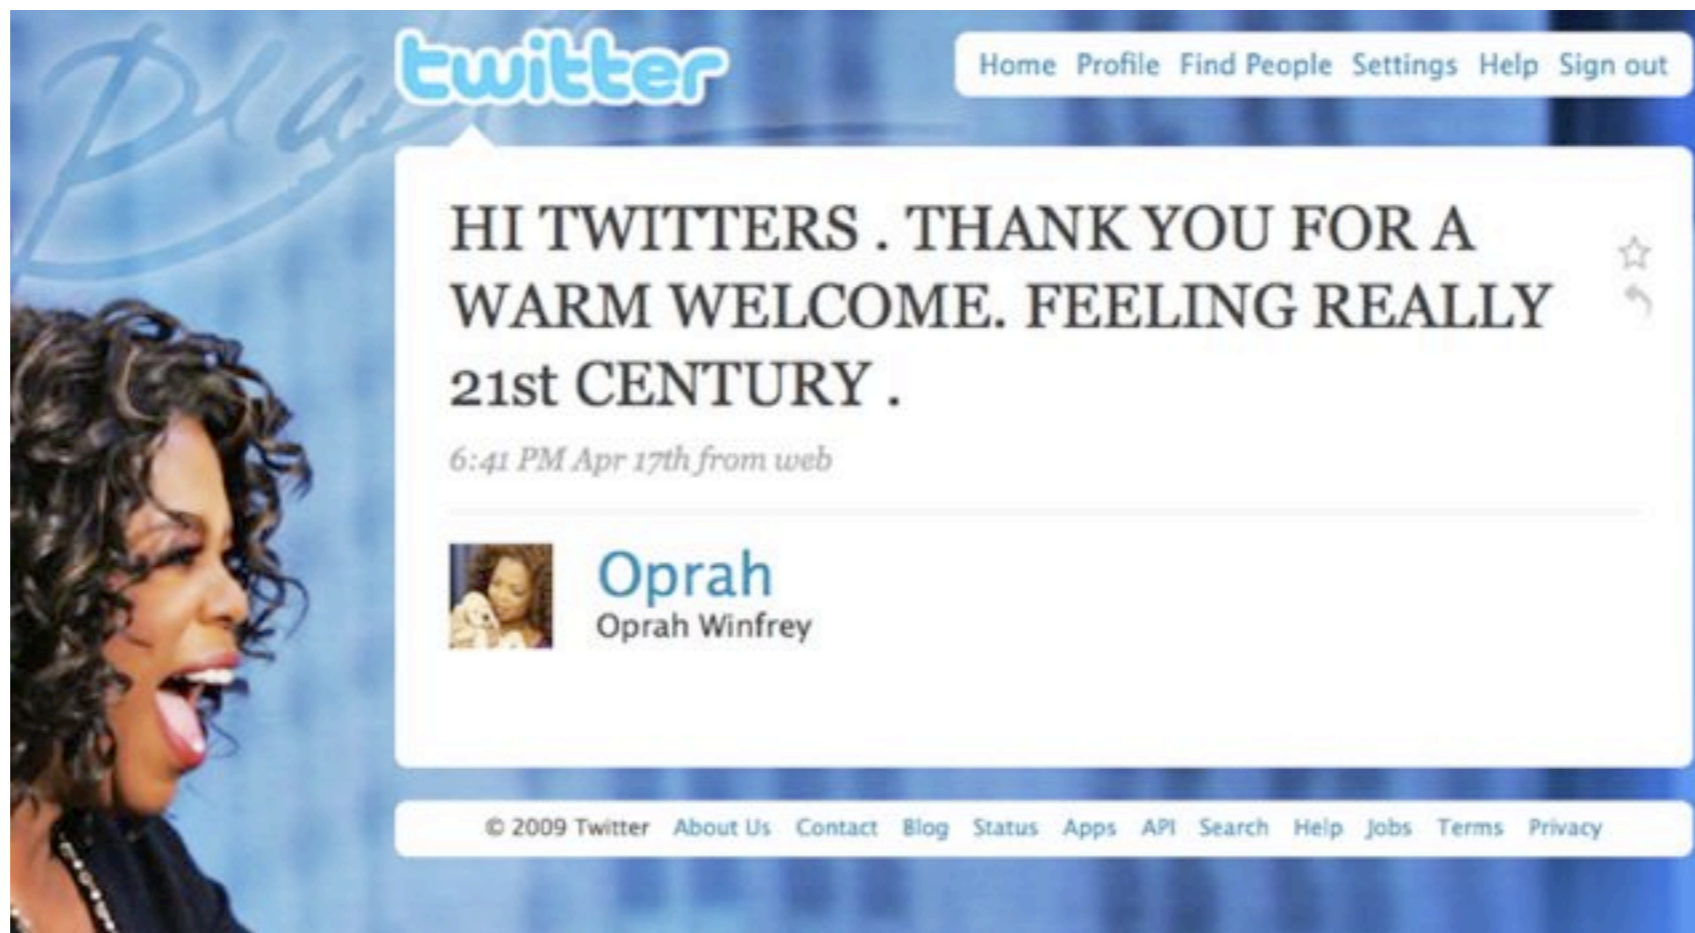 twitter
Home Profile Find People Settings Help Sign out
HI TWITTERS . THANK YOU FOR A
WARM WELCOME. FEELING REALLY
21st CENTURY .
6:41 PM Apr 17th from web
Oprah
Oprah Winfrey
© 2009 Twitter About Us Contact Blog Status Apps API Search Help Jobs Terms Privacy